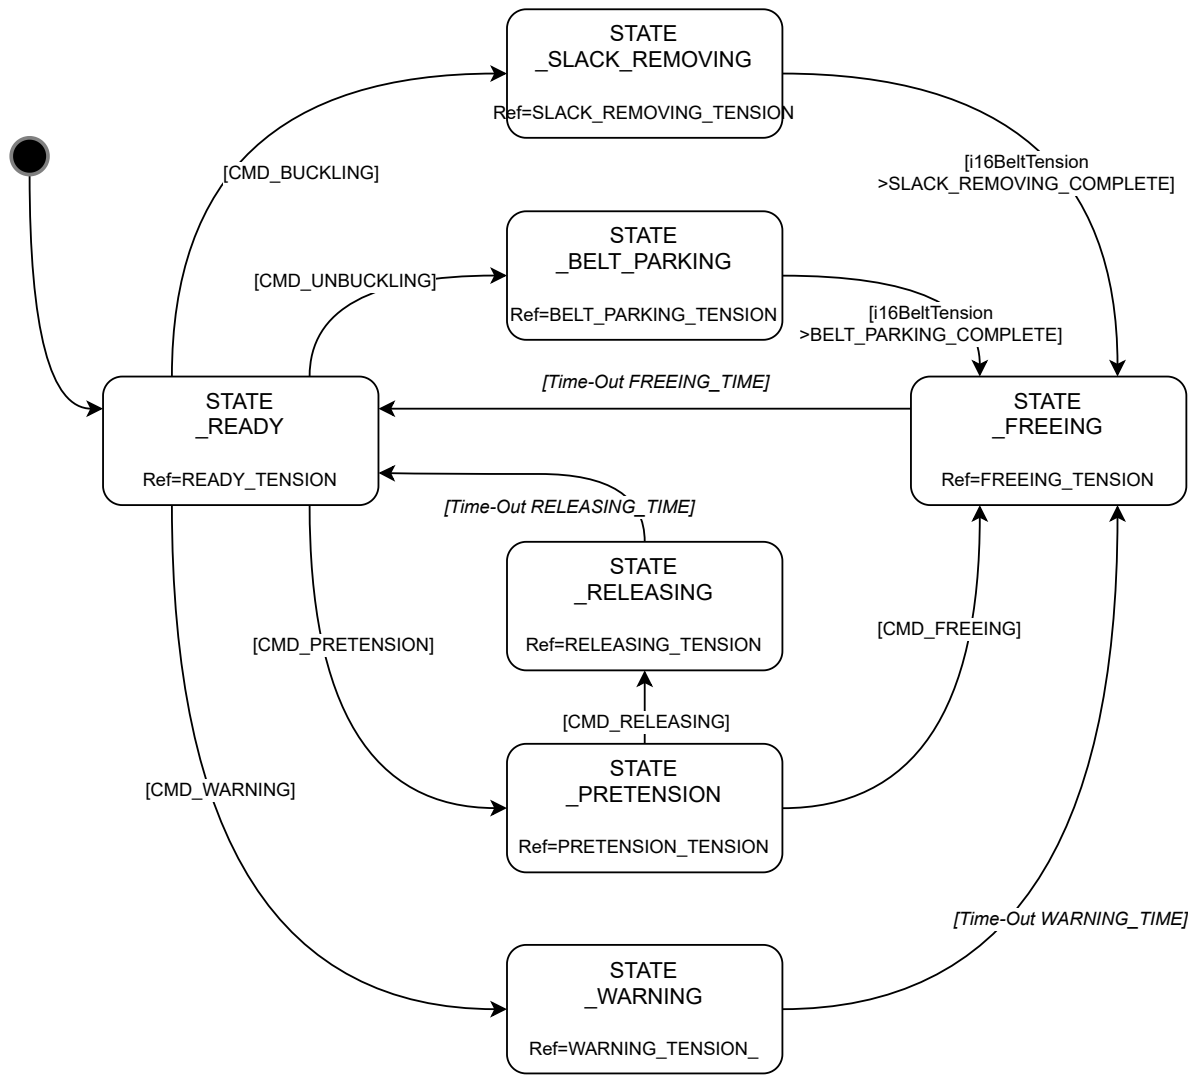 STATE
_SLACK_REMOVING
Ref=SLACK_REMOVING_TENSION
[CMD_BUCKLING]
[i16BeltTension
>SLACK_REMOVING_COMPLETE]
STATE
_BELT_PARKING
Ref=BELT_PARKING_TENSION
[CMD_UNBUCKLING]
[i16BeltTension
>BELT_PARKING_COMPLETE]
[Time-Out FREEING_TIME]
STATE
_READY
Ref=READY_TENSION
STATE
_FREEING
Ref=FREEING_TENSION
[Time-Out RELEASING_TIME]
STATE
_RELEASING
Ref=RELEASING_TENSION
[CMD_PRETENSION]
[CMD_FREEING]
[CMD_RELEASING]
STATE
_PRETENSION
Ref=PRETENSION_TENSION
[CMD_WARNING]
[Time-Out WARNING_TIME]
STATE
_WARNING
Ref=WARNING_TENSION_